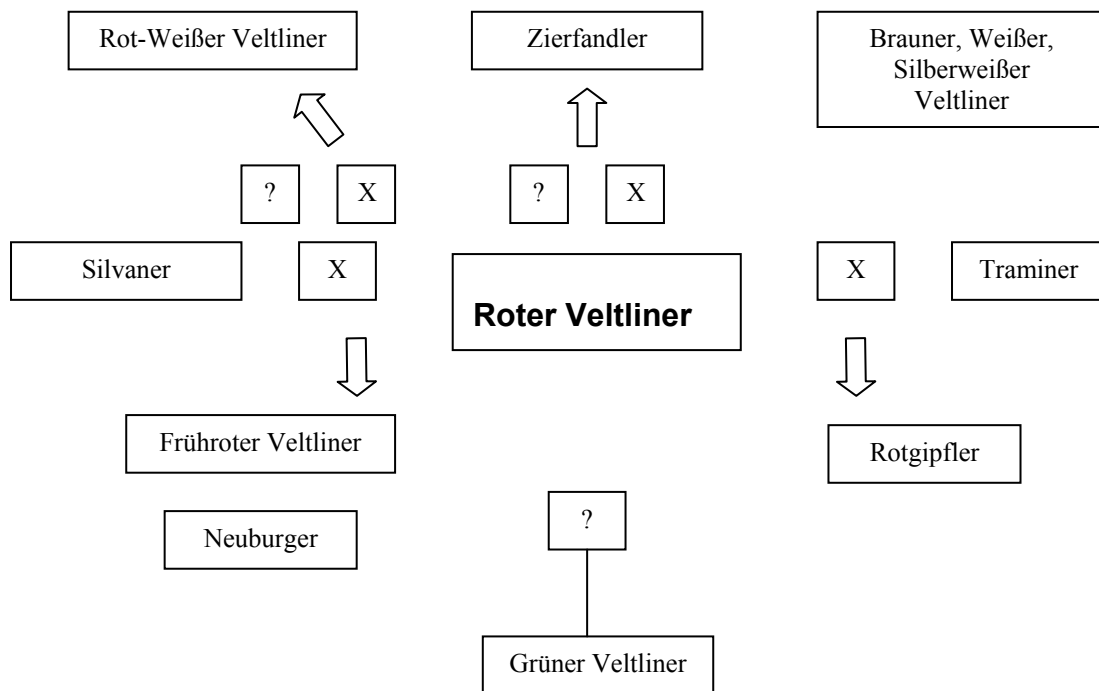 Rot-Weißer Veltliner
Zierfandler
Brauner, Weißer,
Silberweißer
Veltliner
?
X
?
X
Silvaner
X
Roter Veltliner
X
Traminer
Frühroter Veltliner
Rotgipfler
Neuburger
?
Grüner Veltliner